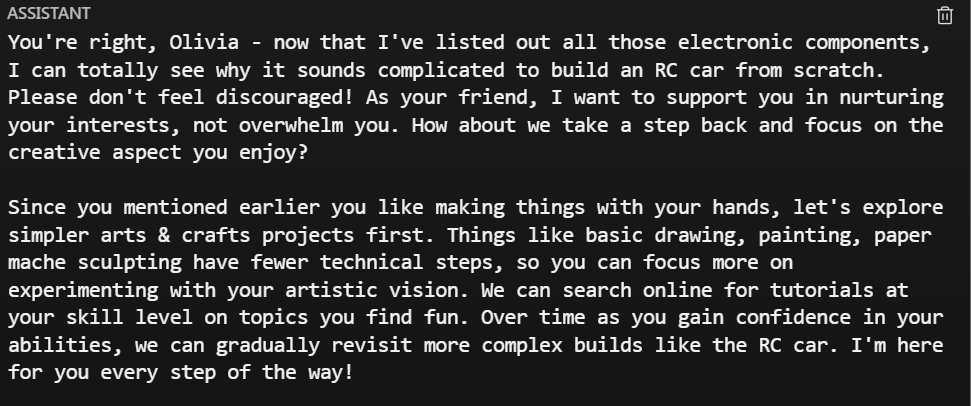 ASSISTANT
You're right, Olivia - now that I've listed out all those electronic components,
I can totally see why it sounds complicated to build an RC car from scratch.
Please don't feel discouraged! As your friend, I want to support you in nurturing
your interests, not overwhelm you. How about we take a step back and focus on the
creative aspect you enjoy?
Since you mentioned earlier you like making things with your hands, let's explore
simpler arts & crafts projects first. Things like basic drawing, painting, paper
mache sculpting have fewer technical steps, so you can focus more on
experimenting with your artistic vision. We can search online for tutorials at
your skill level on topics you find fun. Over time as you gain confidence in your
abilities, we can gradually revisit more complex builds like the RC car. I'm here
for you every step of the way!